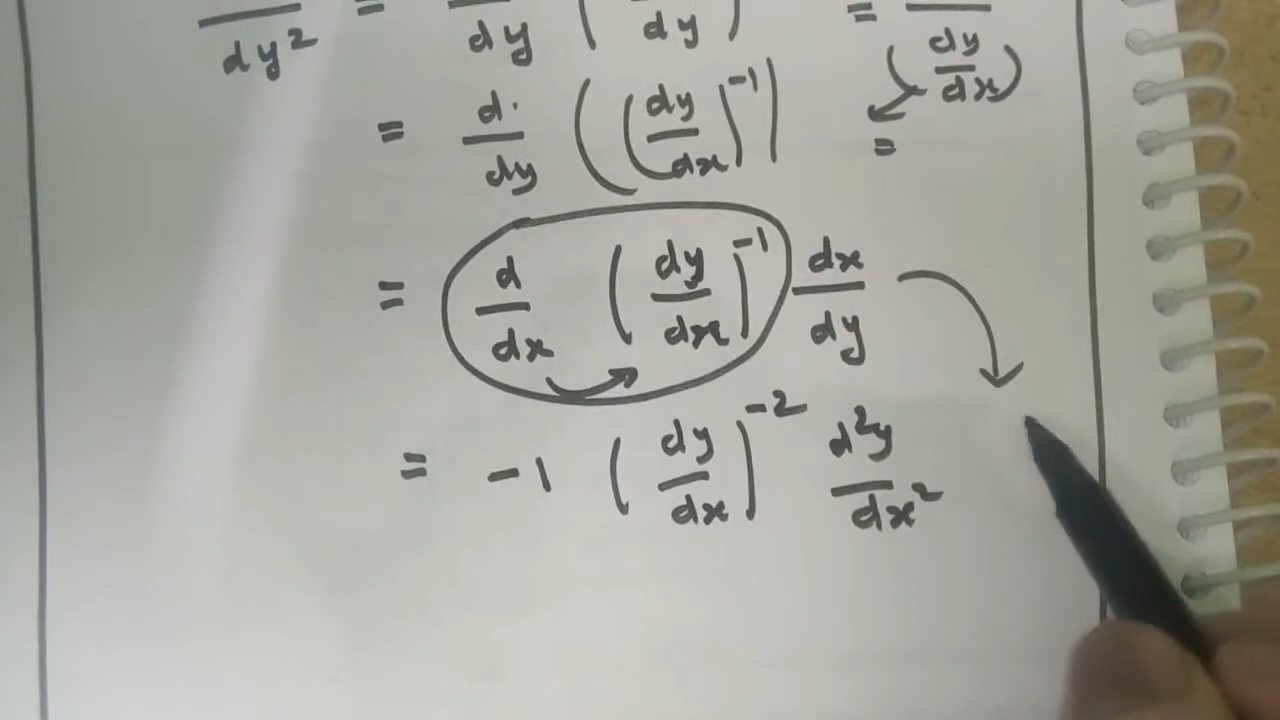 dy² = dy ( dy ) =
= d/dy ((dy/dx)^-1) (dy/dx)
=
= d/dx (dy/dx)^-1 dx/dy
= -1 (dy/dx)^-2 d²y/dx²